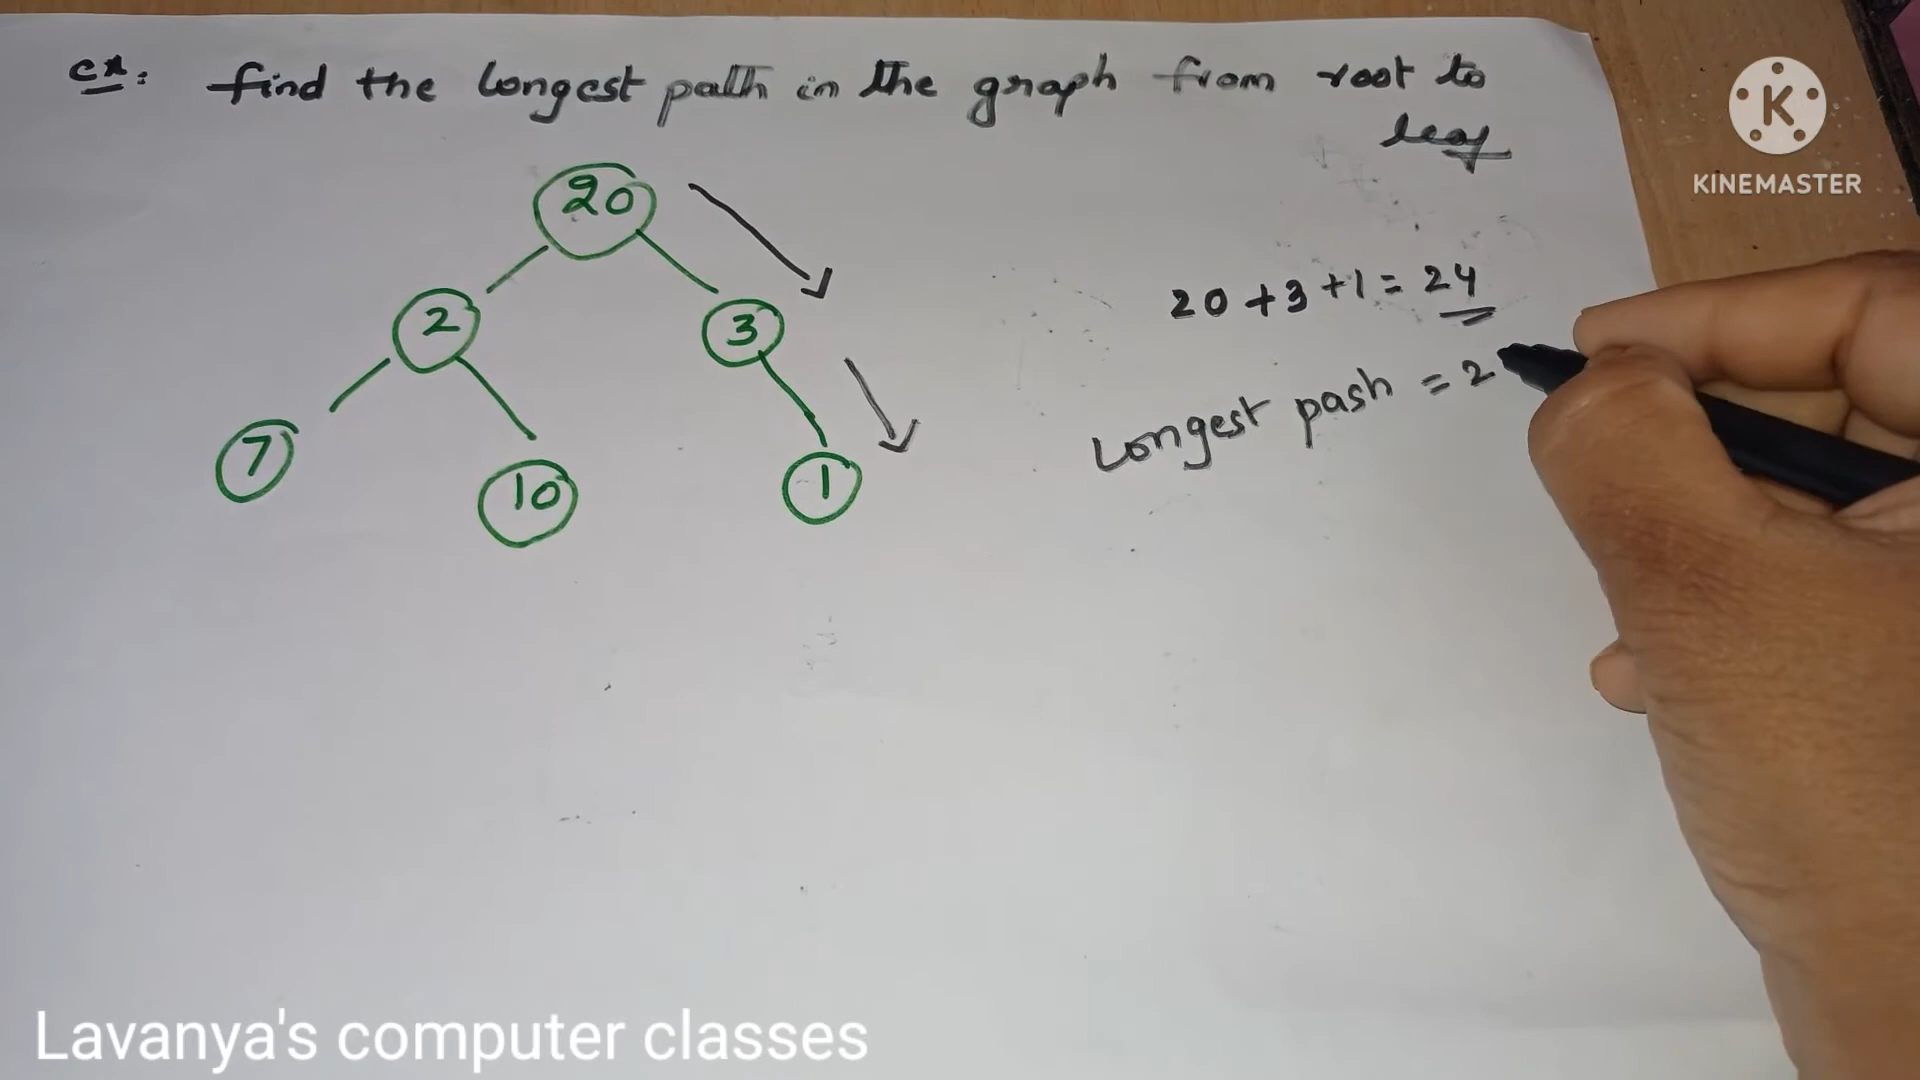 ex: find the longest path in the graph from root to
leaf
K
KINEMASTER
20
20 + 3 + 1 = 24
2
3
longest path = 2
7
10
1
Lavanya's computer classes